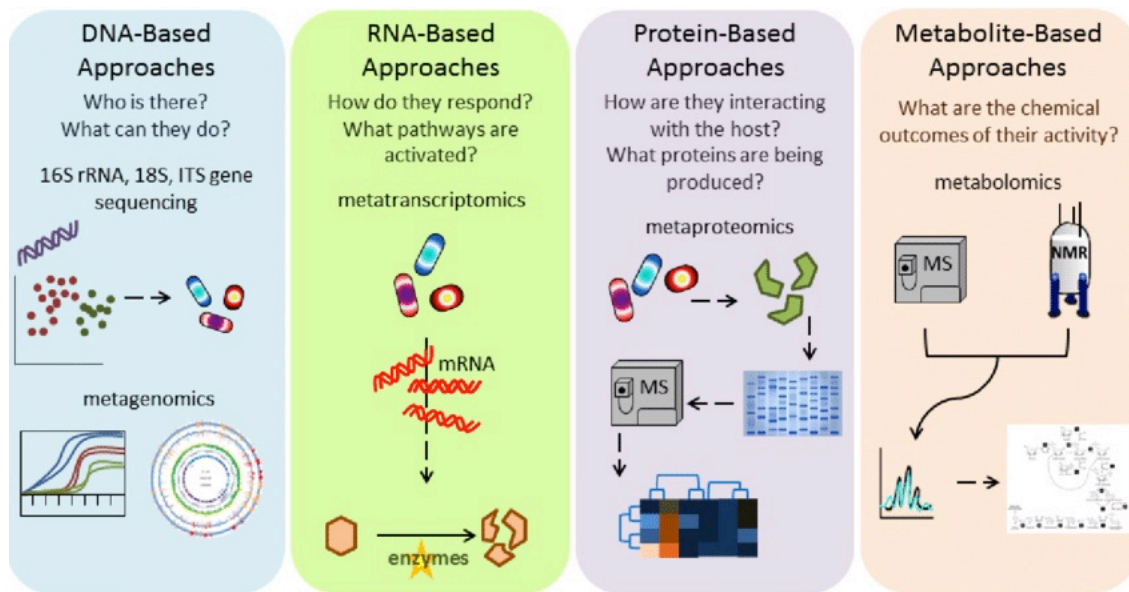 DNA-Based
Approaches
Who is there?
What can they do?
16S rRNA, 18S, ITS gene
sequencing
metagenomics
RNA-Based
Approaches
How do they respond?
What pathways are
activated?
metatranscriptomics
mRNA
enzymes
Protein-Based
Approaches
How are they interacting
with the host?
What proteins are being
produced?
metaproteomics
MS
Metabolite-Based
Approaches
What are the chemical
outcomes of their activity?
metabolomics
MS
NMR